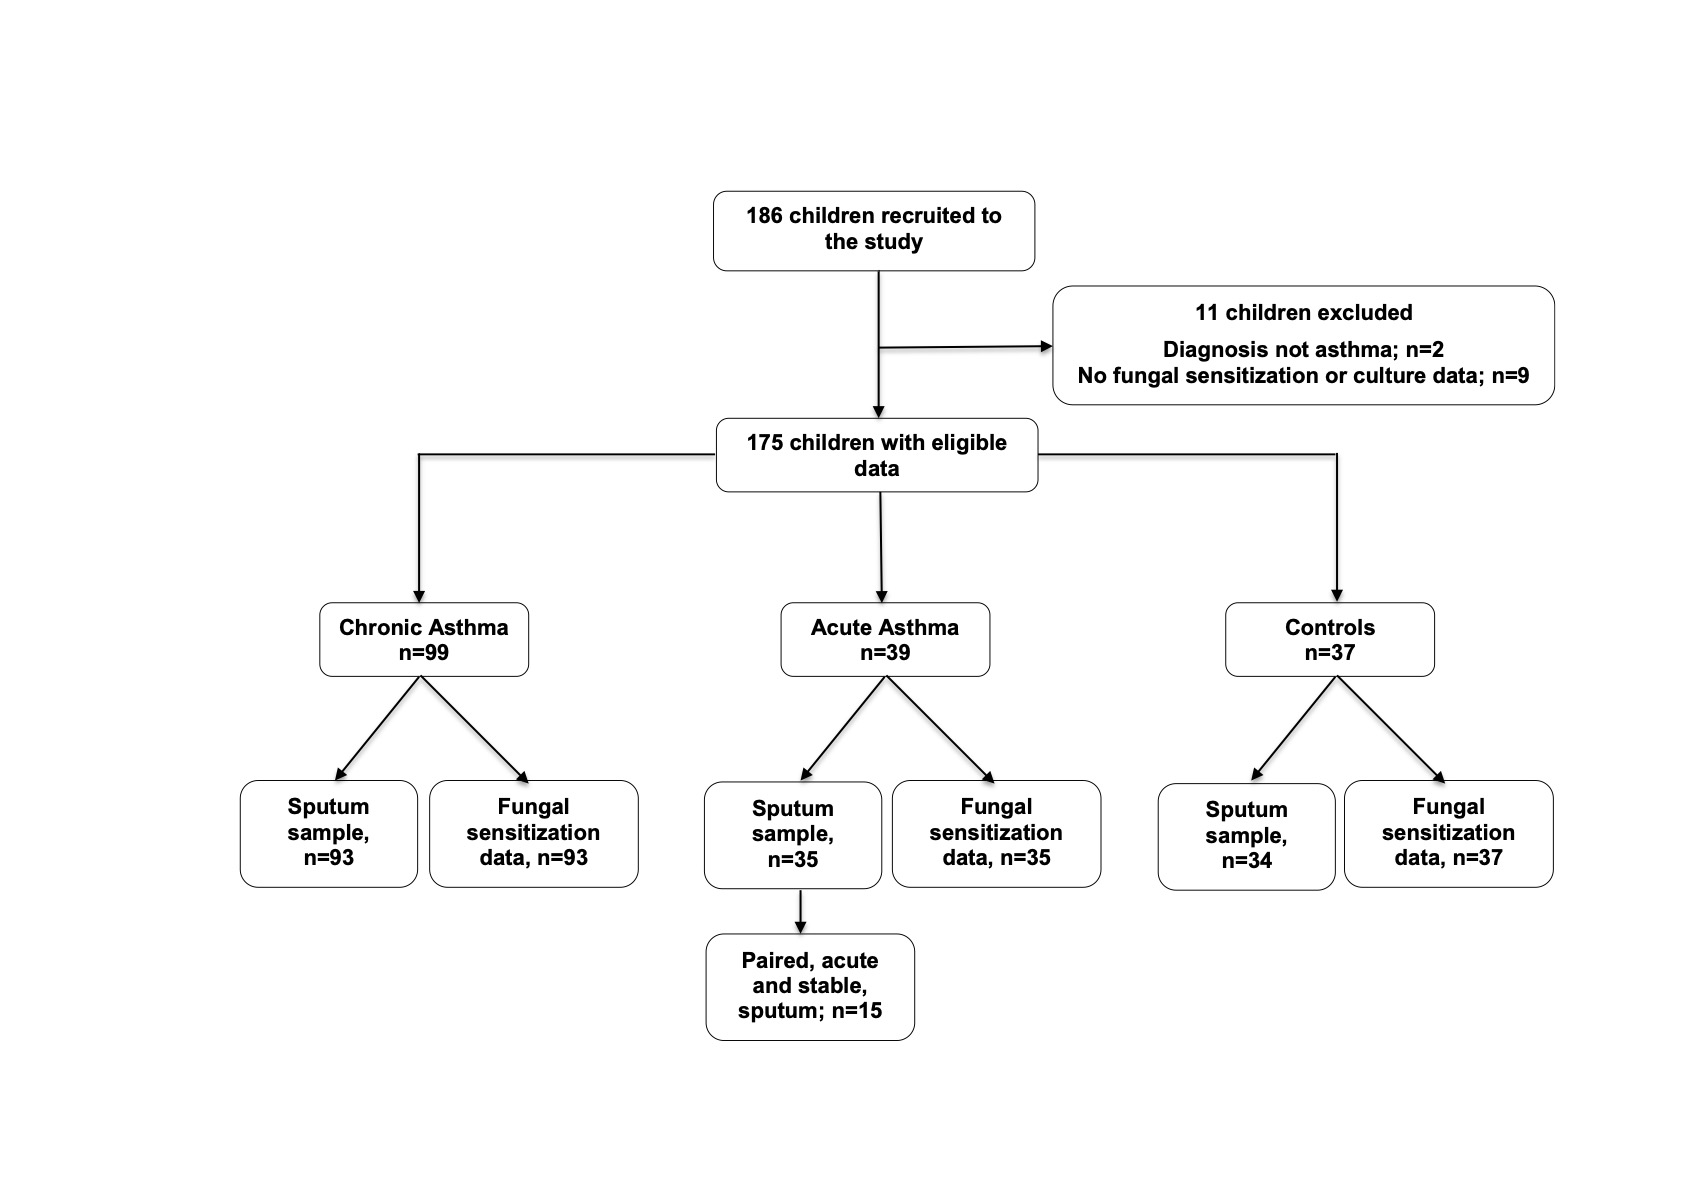 186 children recruited to
the study
11 children excluded
Diagnosis not asthma; n=2
No fungal sensitization or culture data; n=9
175 children with eligible
data
Chronic Asthma
n=99
Acute Asthma
n=39
Controls
n=37
Sputum
sample,
n=93
Fungal
sensitization
data, n=93
Sputum
sample,
n=35
Fungal
sensitization
data, n=35
Sputum
sample,
n=34
Fungal
sensitization
data, n=37
Paired, acute
and stable,
sputum; n=15